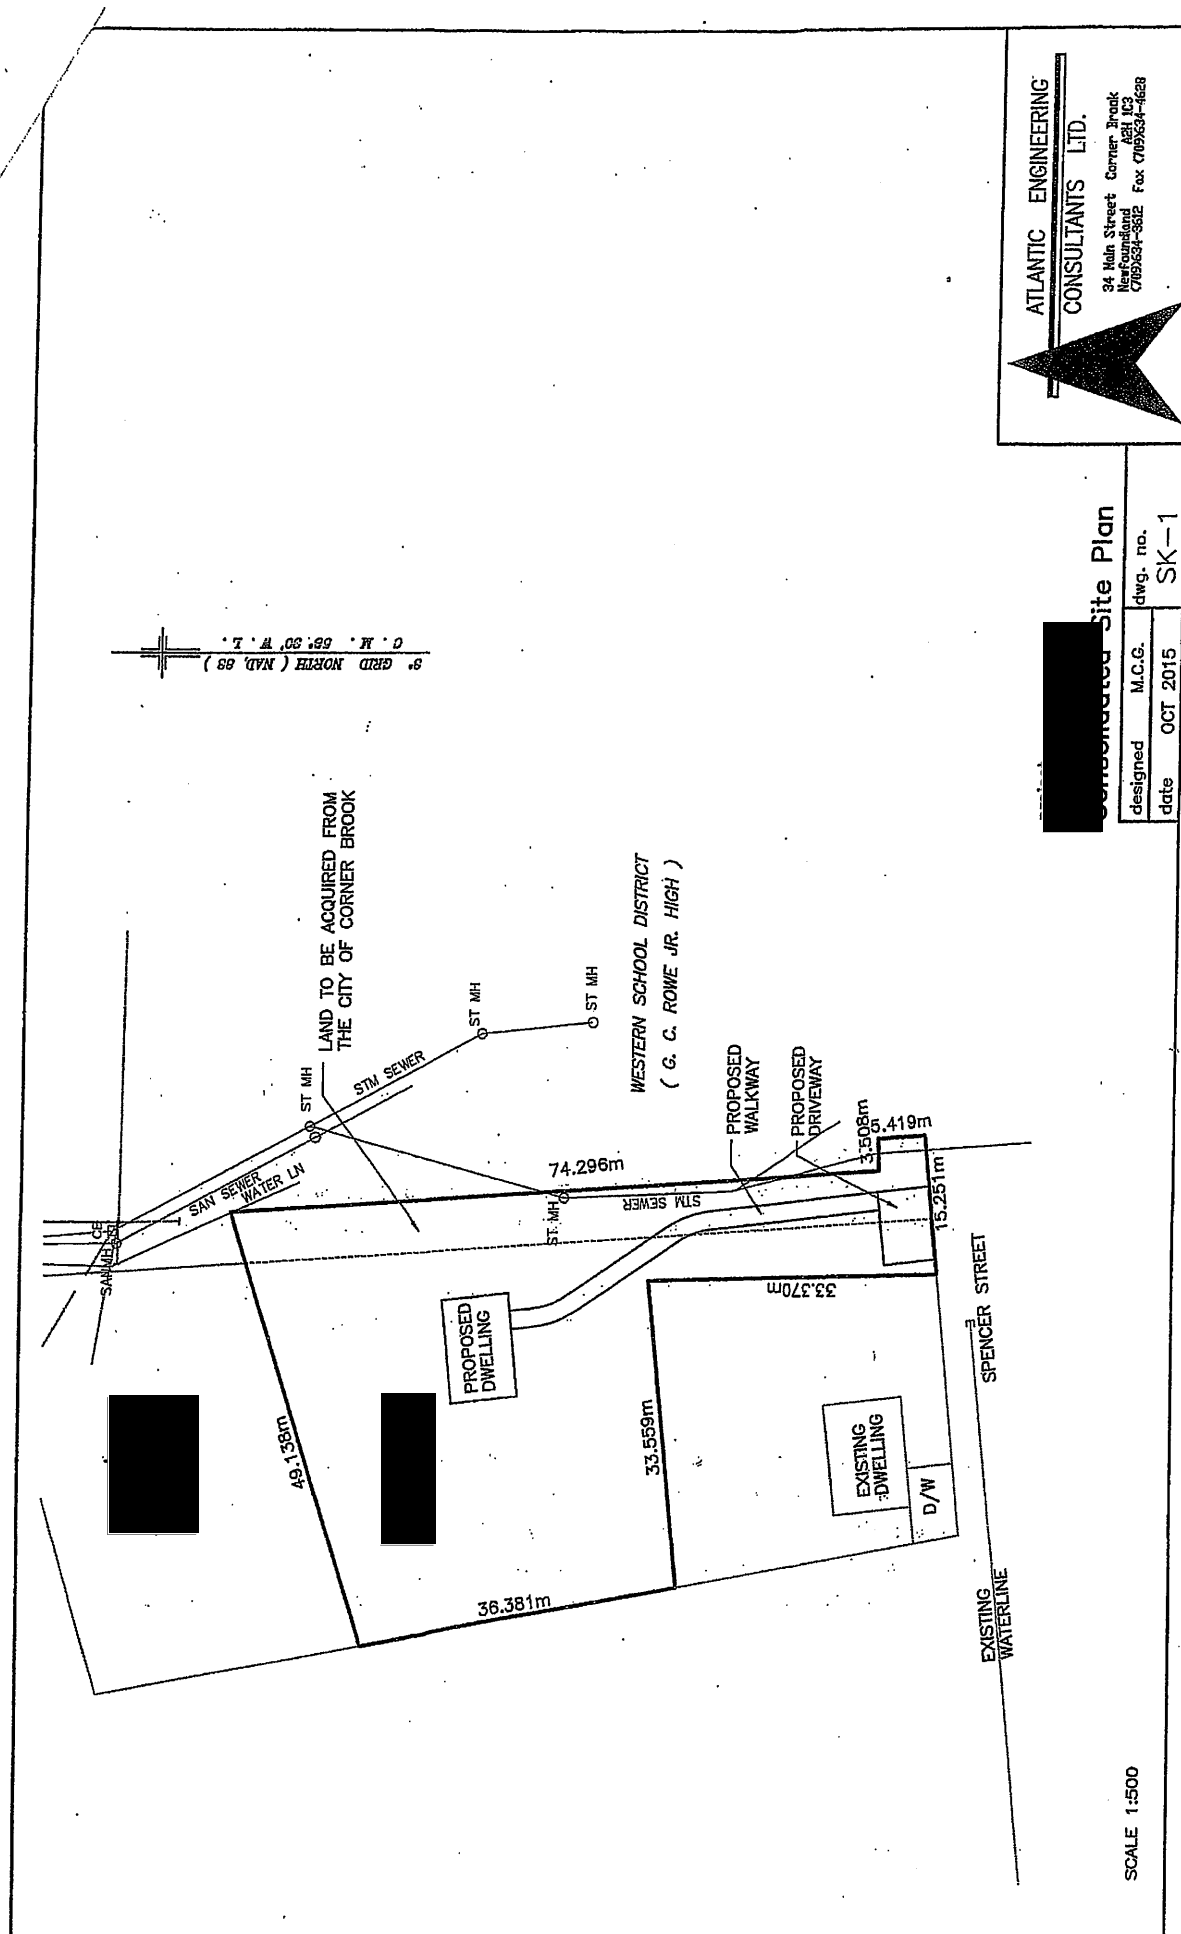 ATLANTIC ENGINEERING
CONSULTANTS LTD.
34 Main Street Corner Brook
Newfoundland A2H 1C3
(709)634-3612 Fax (709)634-4628
Site Plan
designed M.C.G.
dwg. no.
date OCT 2015
SK-1
3° GRID NORTH ( NAD, 83 )
C. M. 58° 30' W. L.
LAND TO BE ACQUIRED FROM
THE CITY OF CORNER BROOK
ST MH
STM SEWER
ST MH
ST MH
SAN SEWER
WATER LN
CB
SANMH
WESTERN SCHOOL DISTRICT
( G. C. ROWE JR. HIGH )
PROPOSED
WALKWAY
PROPOSED
DRIVEWAY
74.296m
ST MH
STM SEWER
3.508m
5.419m
15.251m
33.370m
PROPOSED
DWELLING
49.138m
33.559m
36.381m
EXISTING
DWELLING
D/W
SPENCER STREET
EXISTING
WATERLINE
SCALE 1:500